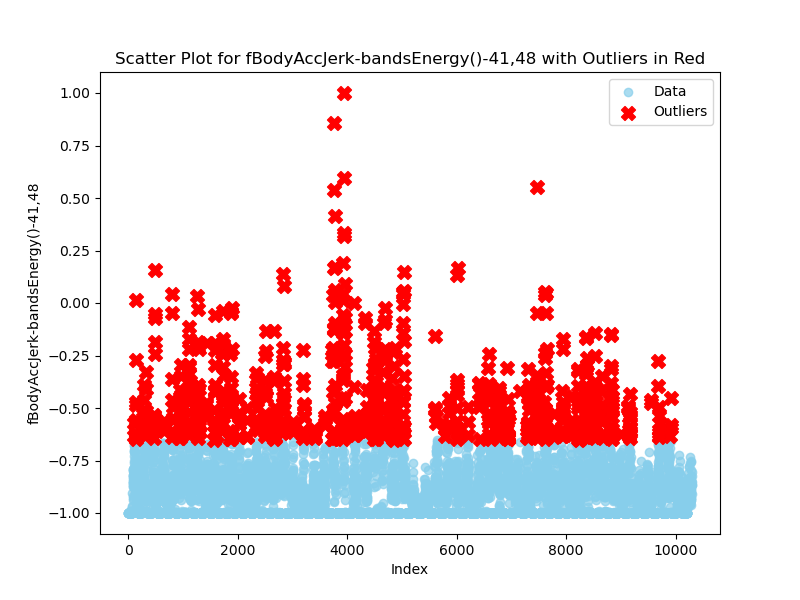 Scatter Plot for fBodyAccJerk-bandsEnergy()-41,48 with Outliers in Red
Data
Outliers
1.00
0.75
0.50
0.25
0.00
−0.25
−0.50
−0.75
−1.00
fBodyAccJerk-bandsEnergy()-41,48
0 2000 4000 6000 8000 10000
Index